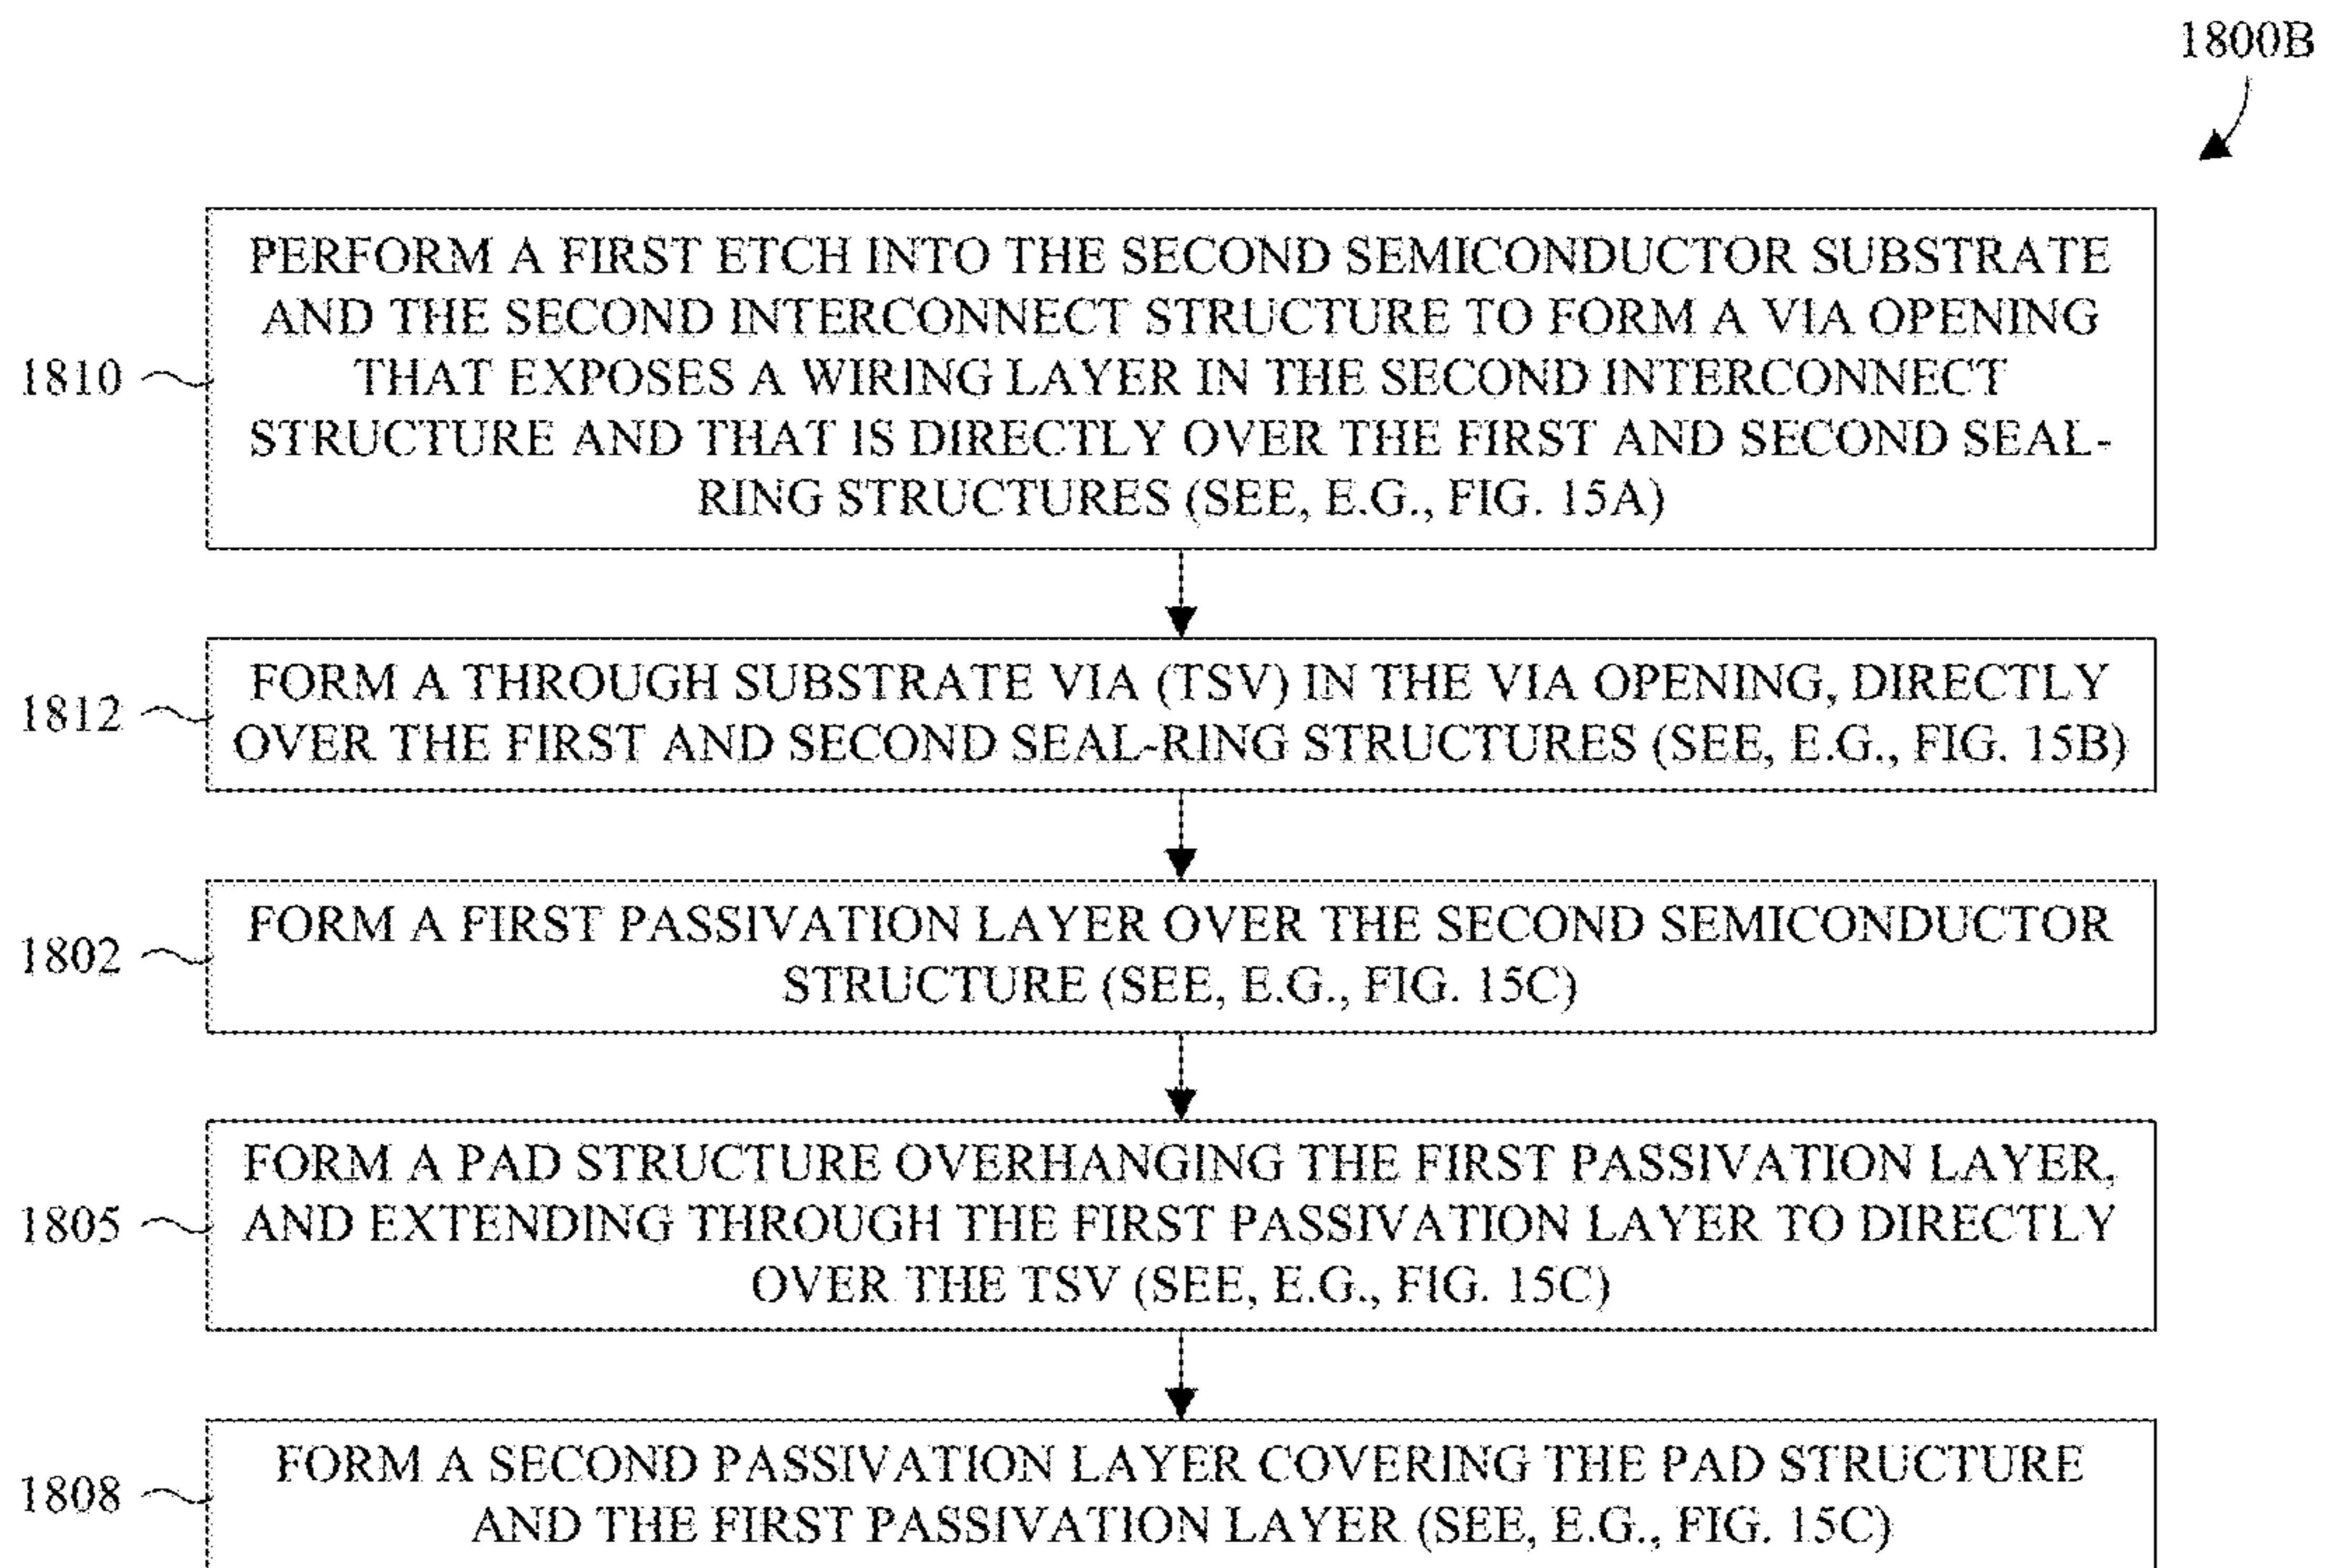 1800B
PERFORM A FIRST ETCH INTO THE SECOND SEMICONDUCTOR SUBSTRATE
AND THE SECOND INTERCONNECT STRUCTURE TO FORM A VIA OPENING
1810 THAT EXPOSES A WIRING LAYER IN THE SECOND INTERCONNECT
STRUCTURE AND THAT IS DIRECTLY OVER THE FIRST AND SECOND SEAL-
RING STRUCTURES (SEE, E.G., FIG. 15A)
1812
FORM A THROUGH SUBSTRATE VIA (TSV) IN THE VIA OPENING, DIRECTLY
OVER THE FIRST AND SECOND SEAL-RING STRUCTURES (SEE, E.G., FIG. 15B)
1802
FORM A FIRST PASSIVATION LAYER OVER THE SECOND SEMICONDUCTOR
STRUCTURE (SEE, E.G., FIG. 15C)
FORM A PAD STRUCTURE OVERHANGING THE FIRST PASSIVATION LAYER,
1805 AND EXTENDING THROUGH THE FIRST PASSIVATION LAYER TO DIRECTLY
OVER THE TSV (SEE, E.G., FIG. 15C)
1808
FORM A SECOND PASSIVATION LAYER COVERING THE PAD STRUCTURE
AND THE FIRST PASSIVATION LAYER (SEE, E.G., FIG. 15C)